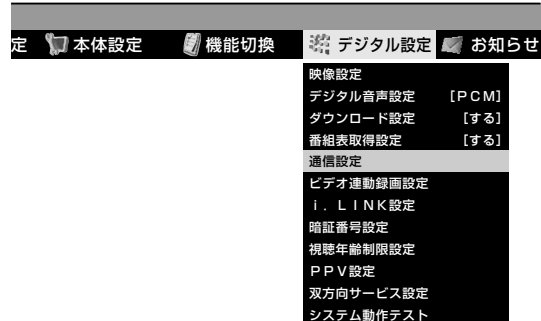 定 本体設定 機能切換 デジタル設定 お知らせ
映像設定
デジタル音声設定 [PCM]
ダウンロード設定 [する]
番組表取得設定 [する]
通信設定
ビデオ連動録画設定
i.LINK設定
暗証番号設定
視聴年齢制限設定
PPV設定
双方向サービス設定
システム動作テスト